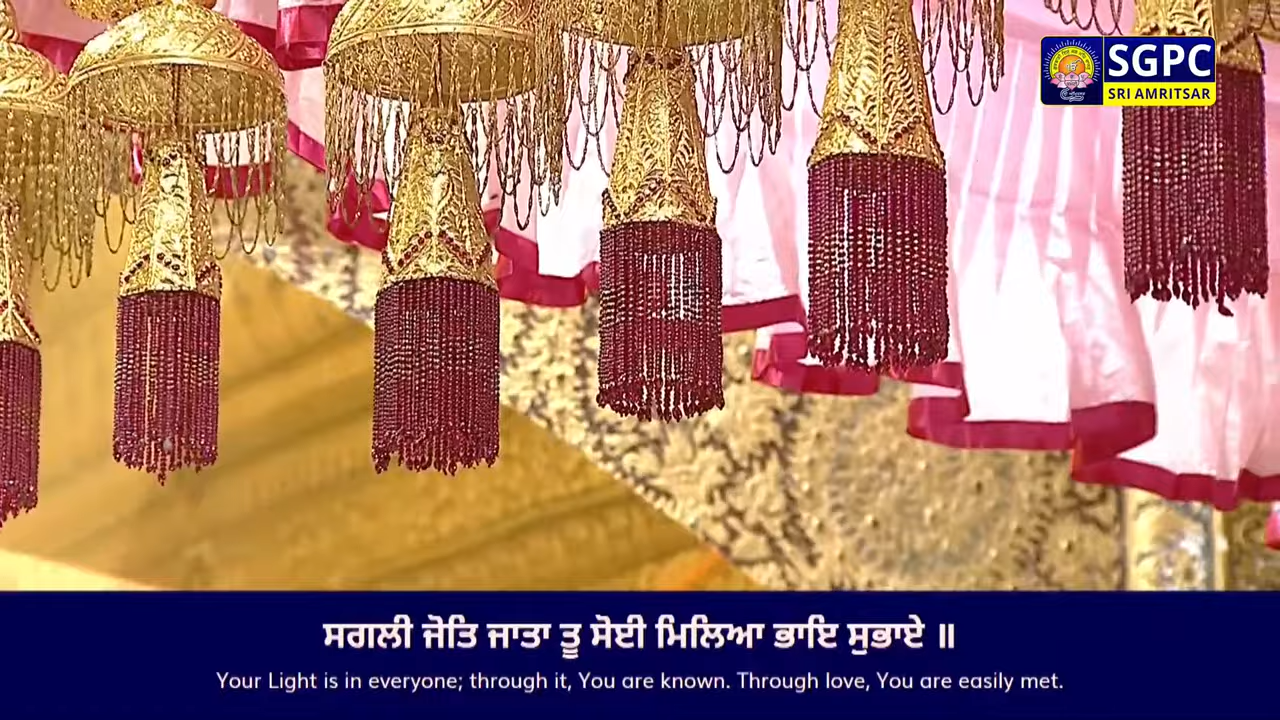 SGPC
SRI AMRITSAR
ਸਗਲੀ ਜੋਤਿ ਜਾਤਾ ਤੂ ਸੋਈ ਮਿਲਿਆ ਭਾਇ ਸੁਭਾਏ ॥
Your Light is in everyone; through it, You are known. Through love, You are easily met.